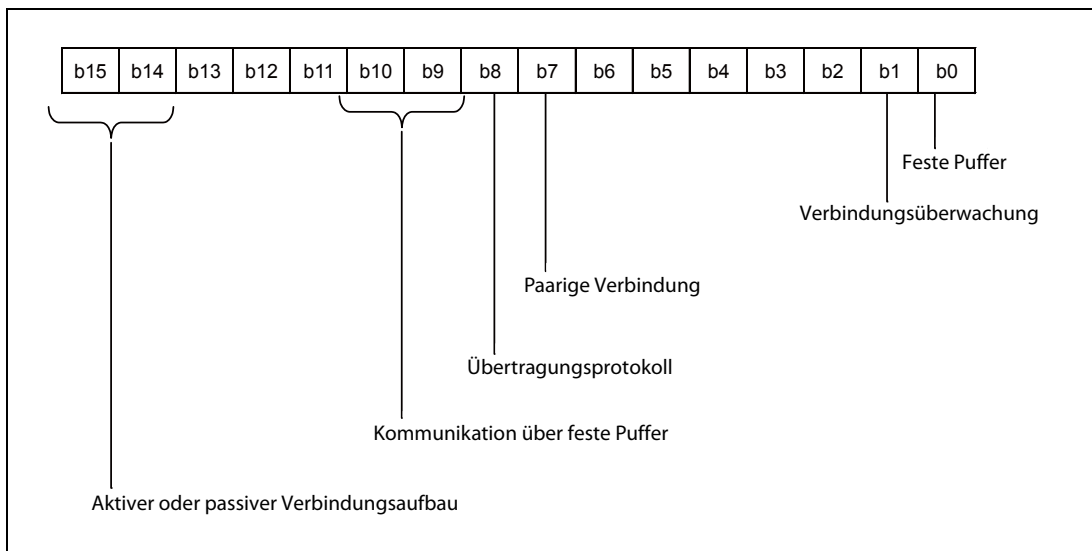 b15 b14 b13 b12 b11 b10 b9 b8 b7 b6 b5 b4 b3 b2 b1 b0
Feste Puffer
Verbindungsüberwachung
Paarige Verbindung
Übertragungsprotokoll
Kommunikation über feste Puffer
Aktiver oder passiver Verbindungsaufbau